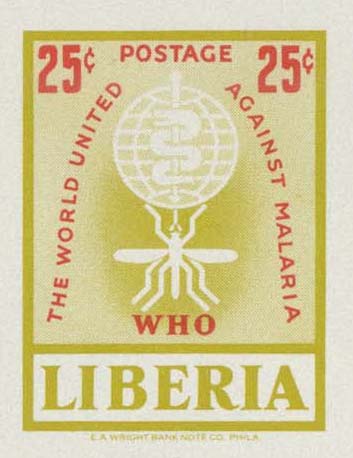 25¢ POSTAGE 25¢
THE WORLD UNITED
AGAINST MALARIA
WHO
LIBERIA
E.A. WRIGHT BANK NOTE CO. PHILA.